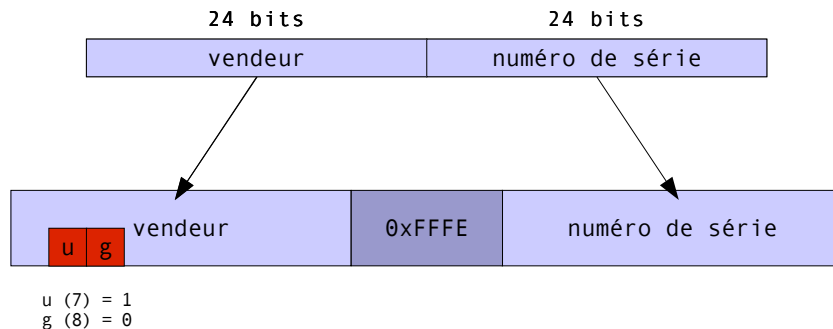 24 bits 24 bits
vendeur numéro de série
vendeur 0xFFFE numéro de série
u g
u (7) = 1
g (8) = 0